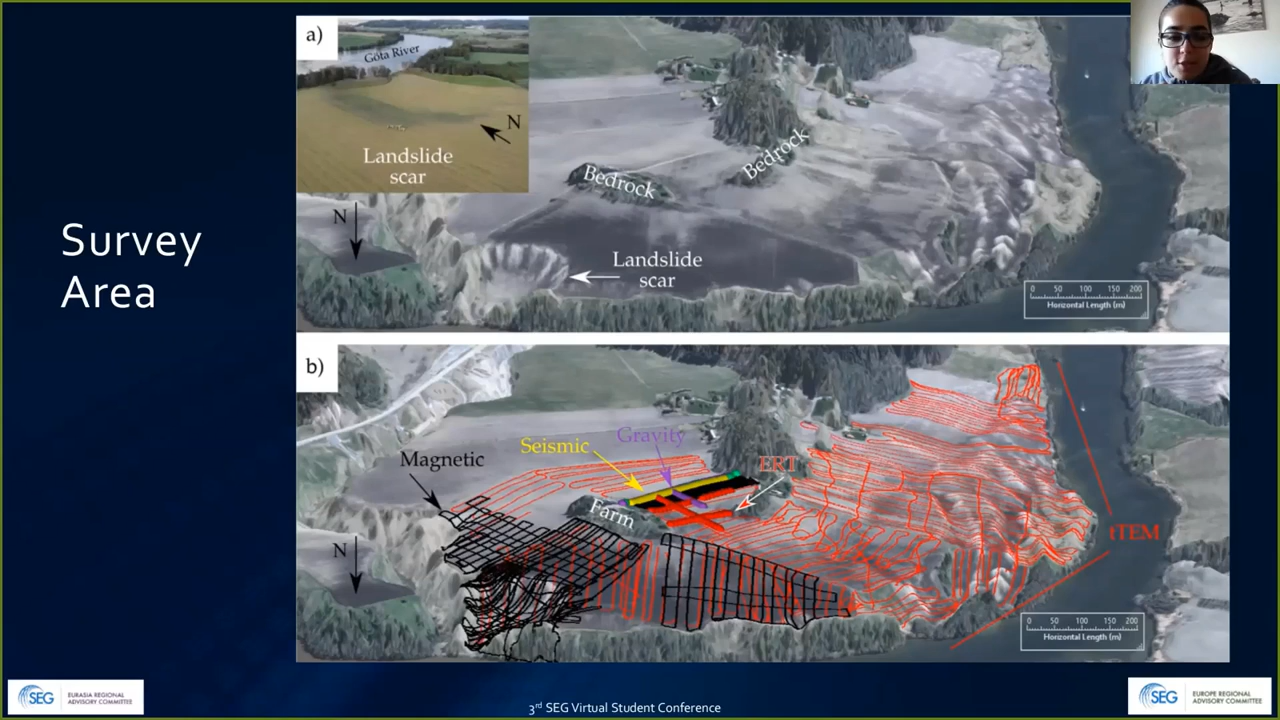 Survey
Area
a)
Göta River
N
Landslide
scar
N
Bedrock
Bedrock
Landslide
scar
0 50 100 150 200
Horizontal Length (m)
b)
Magnetic
Seismic
Gravity
ERT
Farm
N
tTEM
0 50 100 150 200
Horizontal Length (m)
SEG
EURASIA REGIONAL
ADVISORY COMMITTEE
3rd SEG Virtual Student Conference
SEG
EUROPE REGIONAL
ADVISORY COMMITTEE